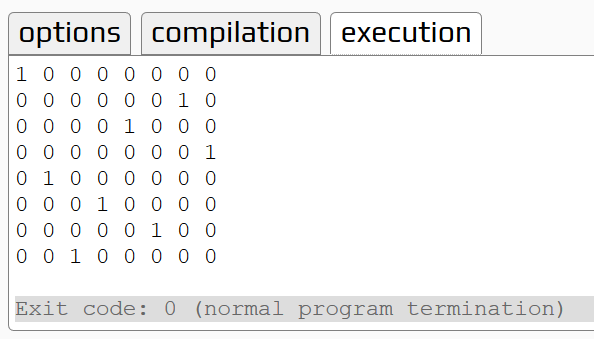 options compilation execution
1 0 0 0 0 0 0 0
0 0 0 0 0 0 1 0
0 0 0 0 1 0 0 0
0 0 0 0 0 0 0 1
0 1 0 0 0 0 0 0
0 0 0 1 0 0 0 0
0 0 0 0 0 1 0 0
0 0 1 0 0 0 0 0
Exit code: 0 (normal program termination)